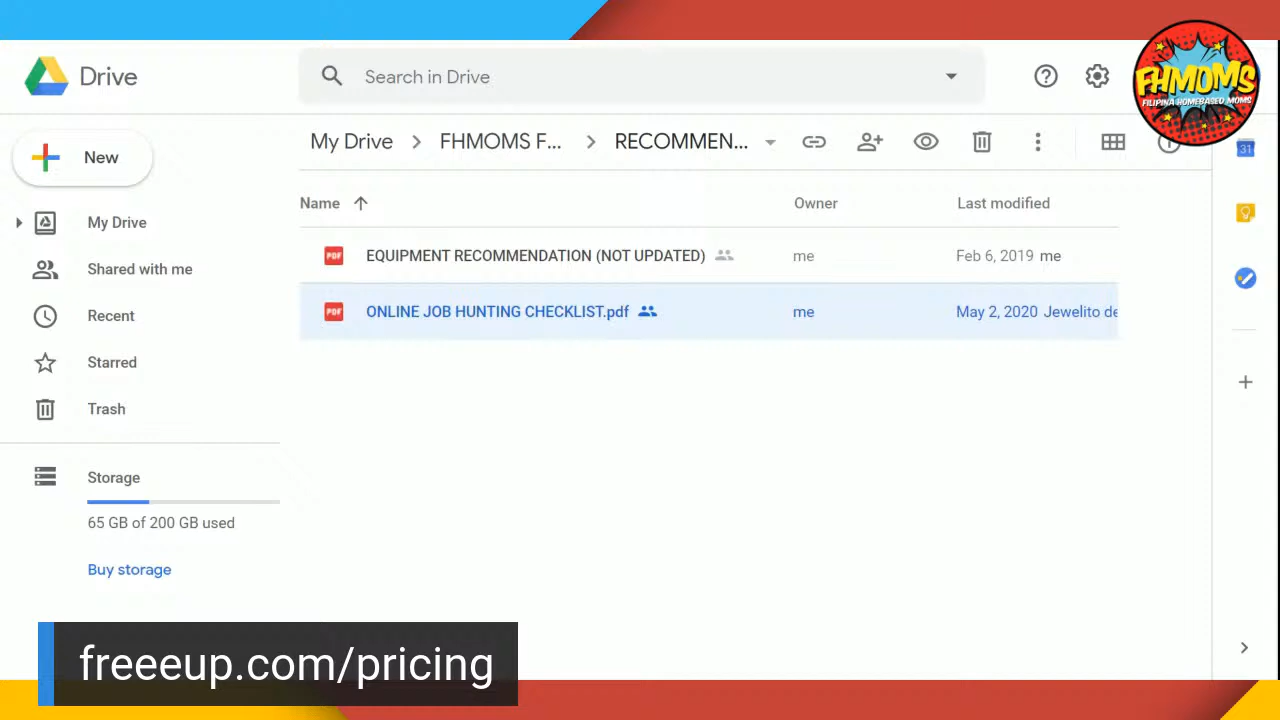 Drive
Search in Drive
FHMOMS
FILIPINA HOMEBASED MOMS
New
My Drive
FHMOMS F...
RECOMMEN...
31
My Drive
Shared with me
Recent
Starred
Trash
Storage
65 GB of 200 GB used
Buy storage
Name
Owner
Last modified
PDF EQUIPMENT RECOMMENDATION (NOT UPDATED) me Feb 6, 2019 me
PDF ONLINE JOB HUNTING CHECKLIST.pdf me May 2, 2020 Jewelito de
freeeup.com/pricing